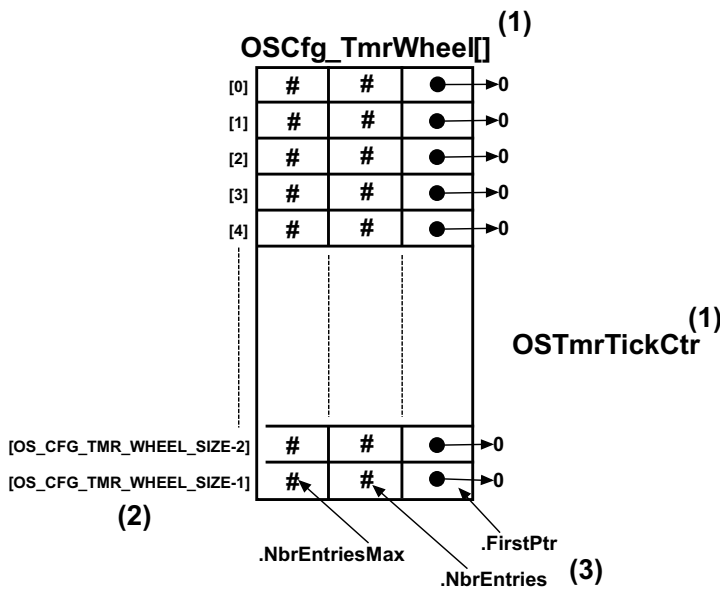 (1)
OSCfg_TmrWheel[]
[0] # # 0
[1] # # 0
[2] # # 0
[3] # # 0
[4] # # 0
(1)
OSTmrTickCtr
[OS_CFG_TMR_WHEEL_SIZE-2] # # 0
[OS_CFG_TMR_WHEEL_SIZE-1] # # 0
(2)
.FirstPtr
.NbrEntriesMax
.NbrEntries (3)